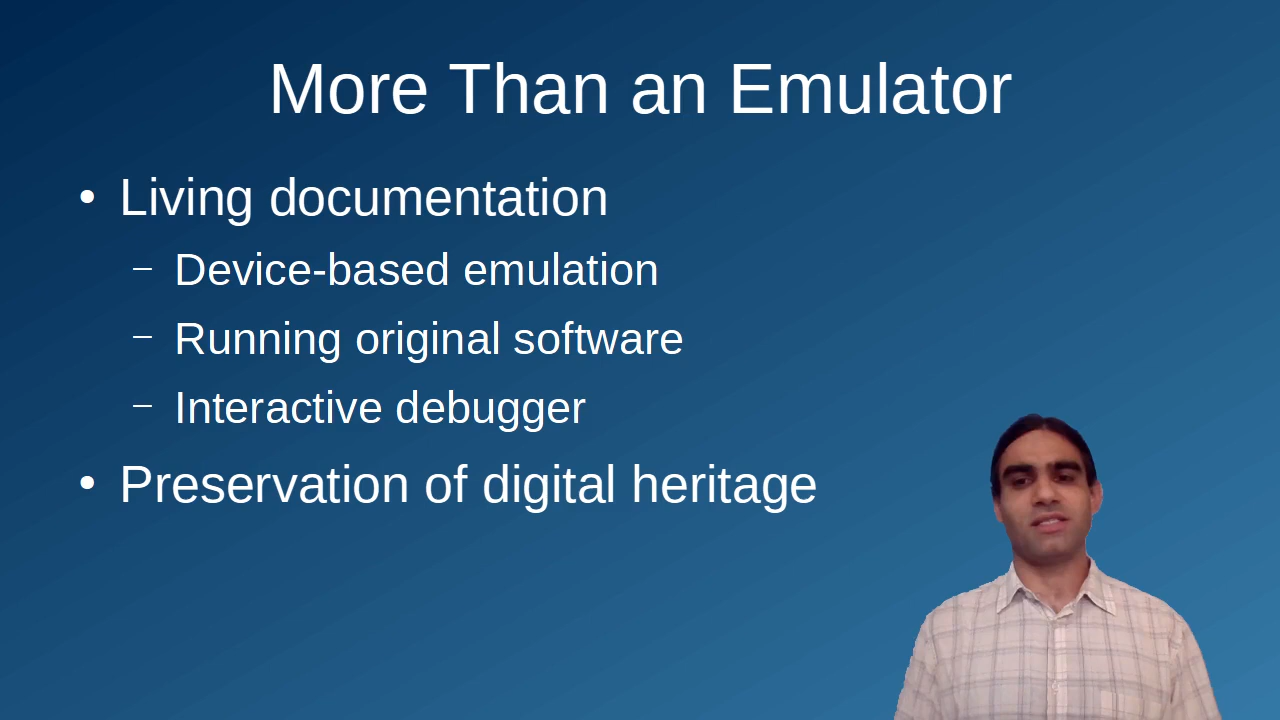 More Than an Emulator
• Living documentation
– Device-based emulation
– Running original software
– Interactive debugger
• Preservation of digital heritage